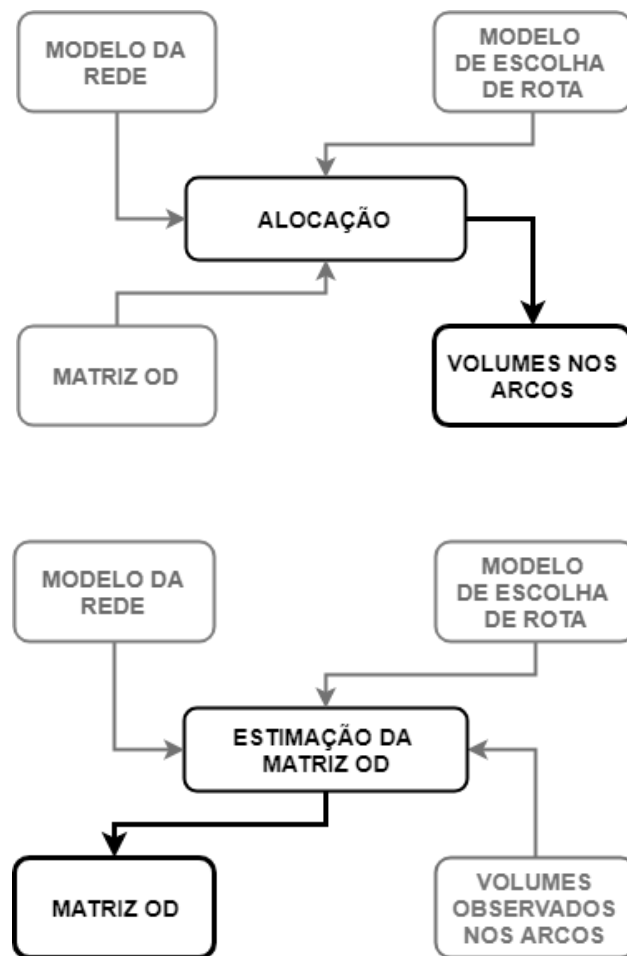 MODELO DA
REDE
MODELO
DE ESCOLHA
DE ROTA
ALOCAÇÃO
MATRIZ OD
VOLUMES NOS
ARCOS
MODELO DA
REDE
MODELO
DE ESCOLHA
DE ROTA
ESTIMAÇÃO DA
MATRIZ OD
MATRIZ OD
VOLUMES
OBSERVADOS
NOS ARCOS